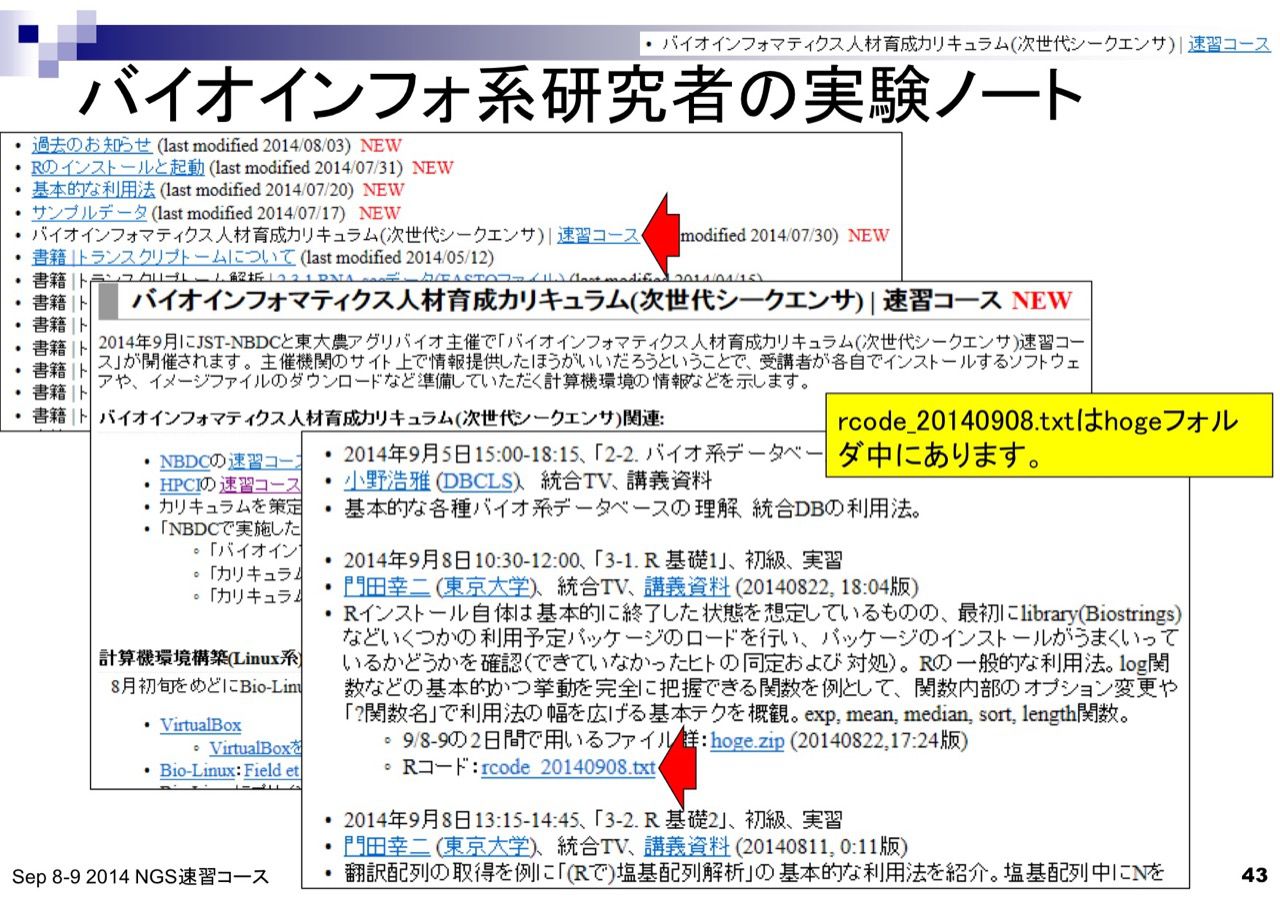 • バイオインフォマティクス人材育成カリキュラム(次世代シークエンサ) | 速習コース
バイオインフォ系研究者の実験ノート
• 過去のお知らせ (last modified 2014/08/03) NEW
• Rのインストールと起動 (last modified 2014/07/31) NEW
• 基本的な利用法 (last modified 2014/07/20) NEW
• サンプルデータ (last modified 2014/07/17) NEW
• バイオインフォマティクス人材育成カリキュラム(次世代シークエンサ) | 速習コース modified 2014/07/30) NEW
• 書籍 | トランスクリプトームについて (last modified 2014/05/12)
• 書籍 | トランスクリプトーム解析 | 2.3.1 RNA-seqデータ(FASTQファイル) (last modified 2014/04/15)
• 書籍 | ト
• 書籍 | ト
• 書籍 | ト
• 書籍 | ト
• 書籍 | ト
• 書籍 | ト
バイオインフォマティクス人材育成カリキュラム(次世代シークエンサ) | 速習コース NEW
2014年9月にJST-NBDCと東大農アグリバイオ主催で「バイオインフォマティクス人材育成カリキュラム(次世代シークエンサ)速習コー
ス」が開催されます。主催機関のサイト上で情報提供したほうがいいだろうということで、受講者が各自でインストールするソフトウェ
アや、イメージファイルのダウンロードなど準備していただく計算機環境の情報などを示します。
バイオインフォマティクス人材育成カリキュラム(次世代シークエンサ)関連:
• NBDCの速習コー
• HPCIの 速習コース
• カリキュラムを策定
• 「NBDCで実施した
◦ 「バイオイン
◦ 「カリキュラム
◦ 「カリキュラム
計算機環境構築(Linux系)
8月初旬をめどにBio-Linu
• VirtualBox
◦ VirtualBoxを
• Bio-Linux: Field et
rcode_20140908.txtはhogeフォル
ダ中にあります。
• 2014年9月5日15:00-18:15、「2-2. バイオ系データベー
• 小野浩雅 (DBCLS)、統合TV、講義資料
• 基本的な各種バイオ系データベースの理解、統合DBの利用法。
• 2014年9月8日10:30-12:00、「3-1. R 基礎1」、初級、実習
• 門田幸二 (東京大学)、統合TV、講義資料 (20140822, 18:04版)
• Rインストール自体は基本的に終了した状態を想定しているものの、最初にlibrary(Biostrings)
などいくつかの利用予定パッケージのロードを行い、パッケージのインストールがうまくいって
いるかどうかを確認(できていなかったヒトの同定および対処)。Rの一般的な利用法。log関
数などの基本的かつ挙動を完全に把握できる関数を例として、関数内部のオプション変更や
「?関数名」で利用法の幅を広げる基本テクを概観。exp, mean, median, sort, length関数。
◦ 9/8-9の2日間で用いるファイル群: hoge.zip (20140822,17:24版)
◦ Rコード: rcode_20140908.txt
• 2014年9月8日13:15-14:45、「3-2. R 基礎2」、初級、実習
• 門田幸二 (東京大学)、統合TV、講義資料 (20140811, 0:11版)
• 翻訳配列の取得を例に「(Rで)塩基配列解析」の基本的な利用法を紹介。塩基配列中にNを
Sep 8-9 2014 NGS速習コース
43